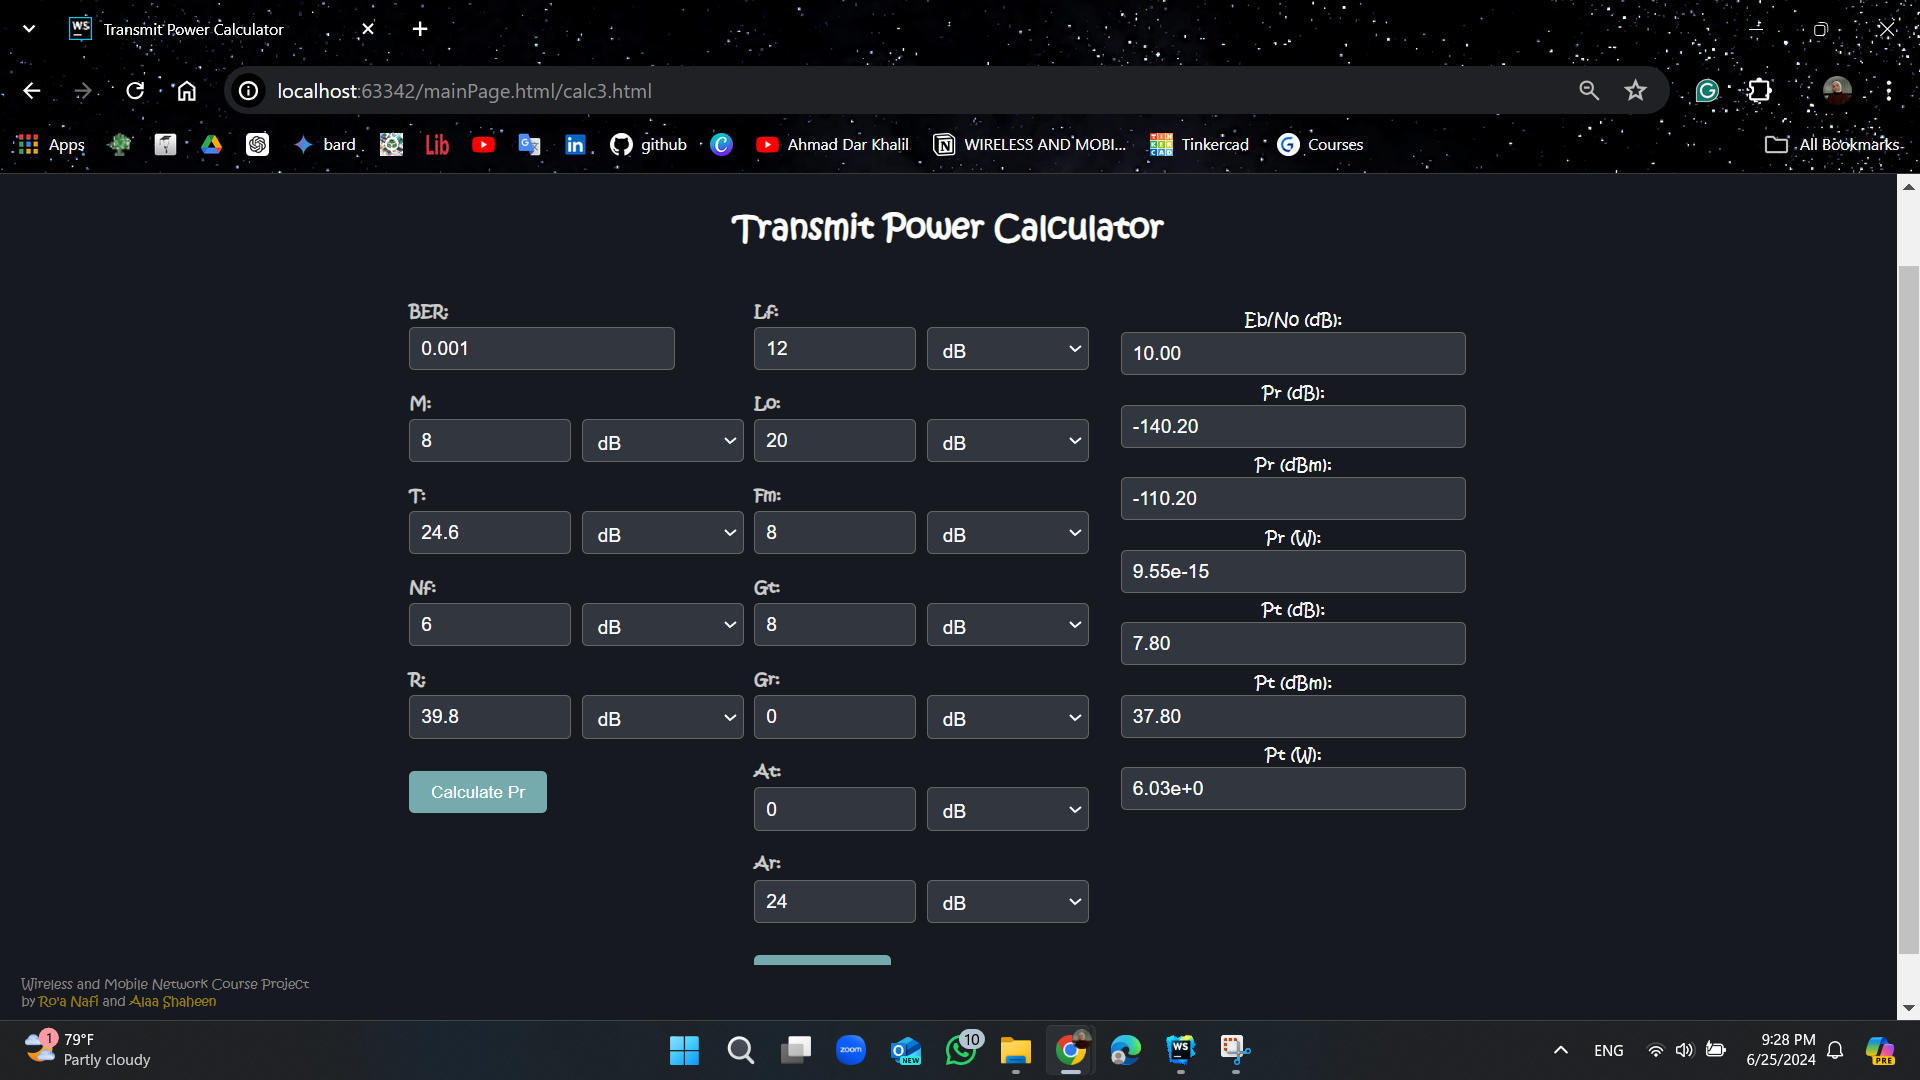 Transmit Power Calculator
localhost:63342/mainPage.html/calc3.html
Apps
bard
Lib
github
Ahmad Dar Khalil
WIRELESS AND MOBI...
Tinkercad
Courses
All Bookmarks
Transmit Power Calculator
BER:
0.001
M:
8
dB
T:
24.6
dB
Nf:
6
dB
R:
39.8
dB
Calculate Pr
Lf:
12
dB
Lo:
20
dB
Fm:
8
dB
Gt:
8
dB
Gr:
0
dB
At:
0
dB
Ar:
24
dB
Eb/No (dB):
10.00
Pr (dB):
-140.20
Pr (dBm):
-110.20
Pr (W):
9.55e-15
Pt (dB):
7.80
Pt (dBm):
37.80
Pt (W):
6.03e+0
Wireless and Mobile Network Course Project
by Ro'a Nafi and Alaa Shaheen
1
79°F
Partly cloudy
zoom
NEW
10
WS
ENG
9:28 PM
6/25/2024
PRE